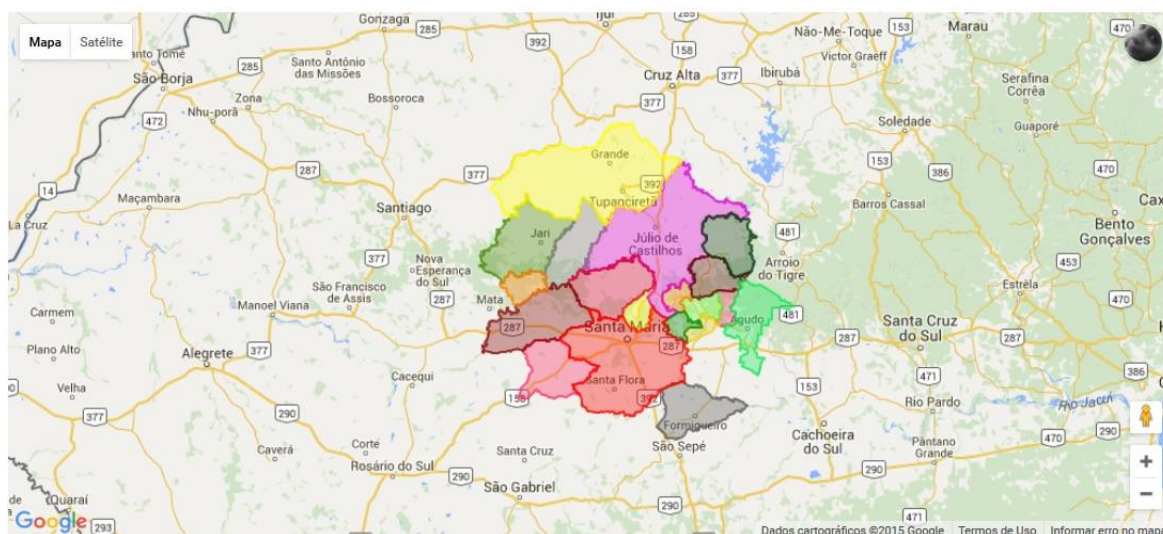 Mapa Satélite
Gonzaga
285
392
Ijuí
285
158
Não-Me-Toque
153
Marau
470
Santo Tomé
São Borja
285
Santo Antônio
das Missões
Cruz Alta
377
Ibirubá
Victor Graeff
Serafina
Corrêa
Zona
Bossoroca
377
Nhu-porã
472
Soledade
Guaporé
153
287
287
377
Grande
386
14
392
Tupanciretã
Maçambara
Santiago
Barros Cassal
La Cruz
Bento
Gonçalves
Jari
Júlio de
Castilhos
481
377
Nova
Esperança
do Sul
Arroio
do Tigre
453
São Francisco
de Assis
287
Mata
Estrêla
470
Manoel Viana
Carmem
287
Santa Maria
Agudo
481
Santa Cruz
do Sul
287
287
Plano Alto
Alegrete
377
386
Cacequi
Santa Flora
153
471
Velha
158
392
Rio Pardo
Rio Jacuí
377
290
Formigueiro
Cachoeira
do Sul
290
Caverá
Corte
Santa Cruz
São Sepé
Pântano
Grande
470
290
Rosário do Sul
290
São Gabriel
290
Quaraí
293
471
Google
Dados cartográficos ©2015 Google Termos de Uso Informar erro no mapa